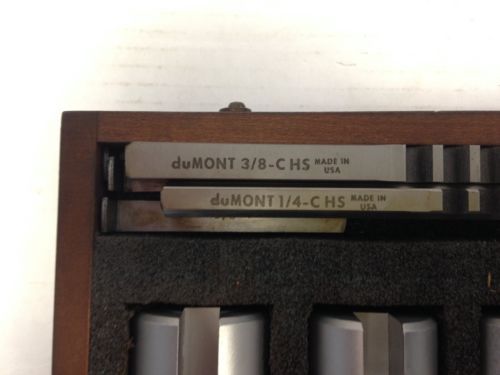 duMONT 3/8-C HS MADE IN USA
duMONT 1/4-C HS MADE IN USA